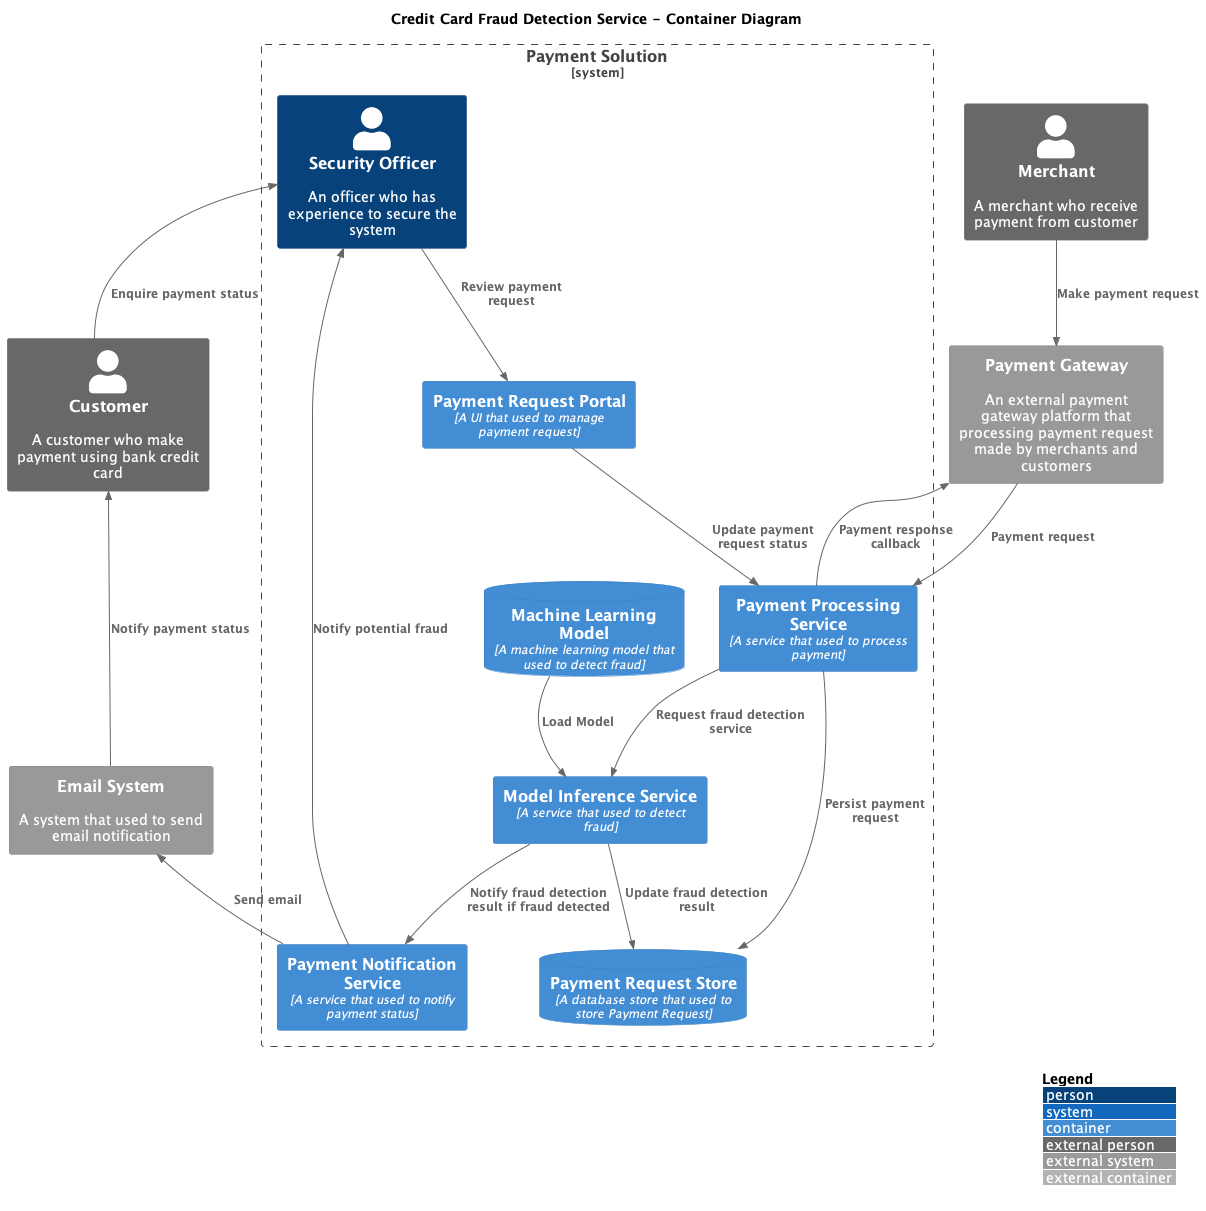 Credit Card Fraud Detection Service - Container Diagram
Payment Solution
[system]
Security Officer
An officer who has
experience to secure the
system
Merchant
A merchant who receive
payment from customer
Enquire payment status
Review payment
request
Make payment request
Customer
A customer who make
payment using bank credit
card
Payment Request Portal
[A UI that used to manage
payment request]
Payment Gateway
An external payment
gateway platform that
processing payment request
made by merchants and
customers
Update payment
request status
Payment response
callback
Payment request
Machine Learning
Model
[A machine learning model that
used to detect fraud]
Payment Processing
Service
[A service that used to process
payment]
Notify payment status
Notify potential fraud
Load Model
Request fraud detection
service
Email System
A system that used to send
email notification
Model Inference Service
[A service that used to detect
fraud]
Persist payment
request
Send email
Notify fraud detection
result if fraud detected
Update fraud detection
result
Payment Notification
Service
[A service that used to notify
payment status]
Payment Request Store
[A database store that used to
store Payment Request]
Legend
person
system
container
external person
external system
external container